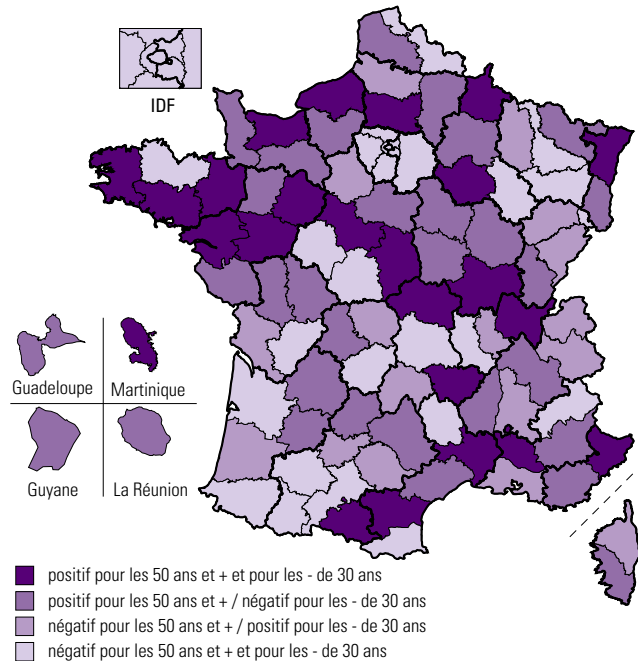 IDF
Guadeloupe
Martinique
Guyane
La Réunion
positif pour les 50 ans et + et pour les - de 30 ans
positif pour les 50 ans et + / négatif pour les - de 30 ans
négatif pour les 50 ans et + / positif pour les - de 30 ans
négatif pour les 50 ans et + et pour les - de 30 ans